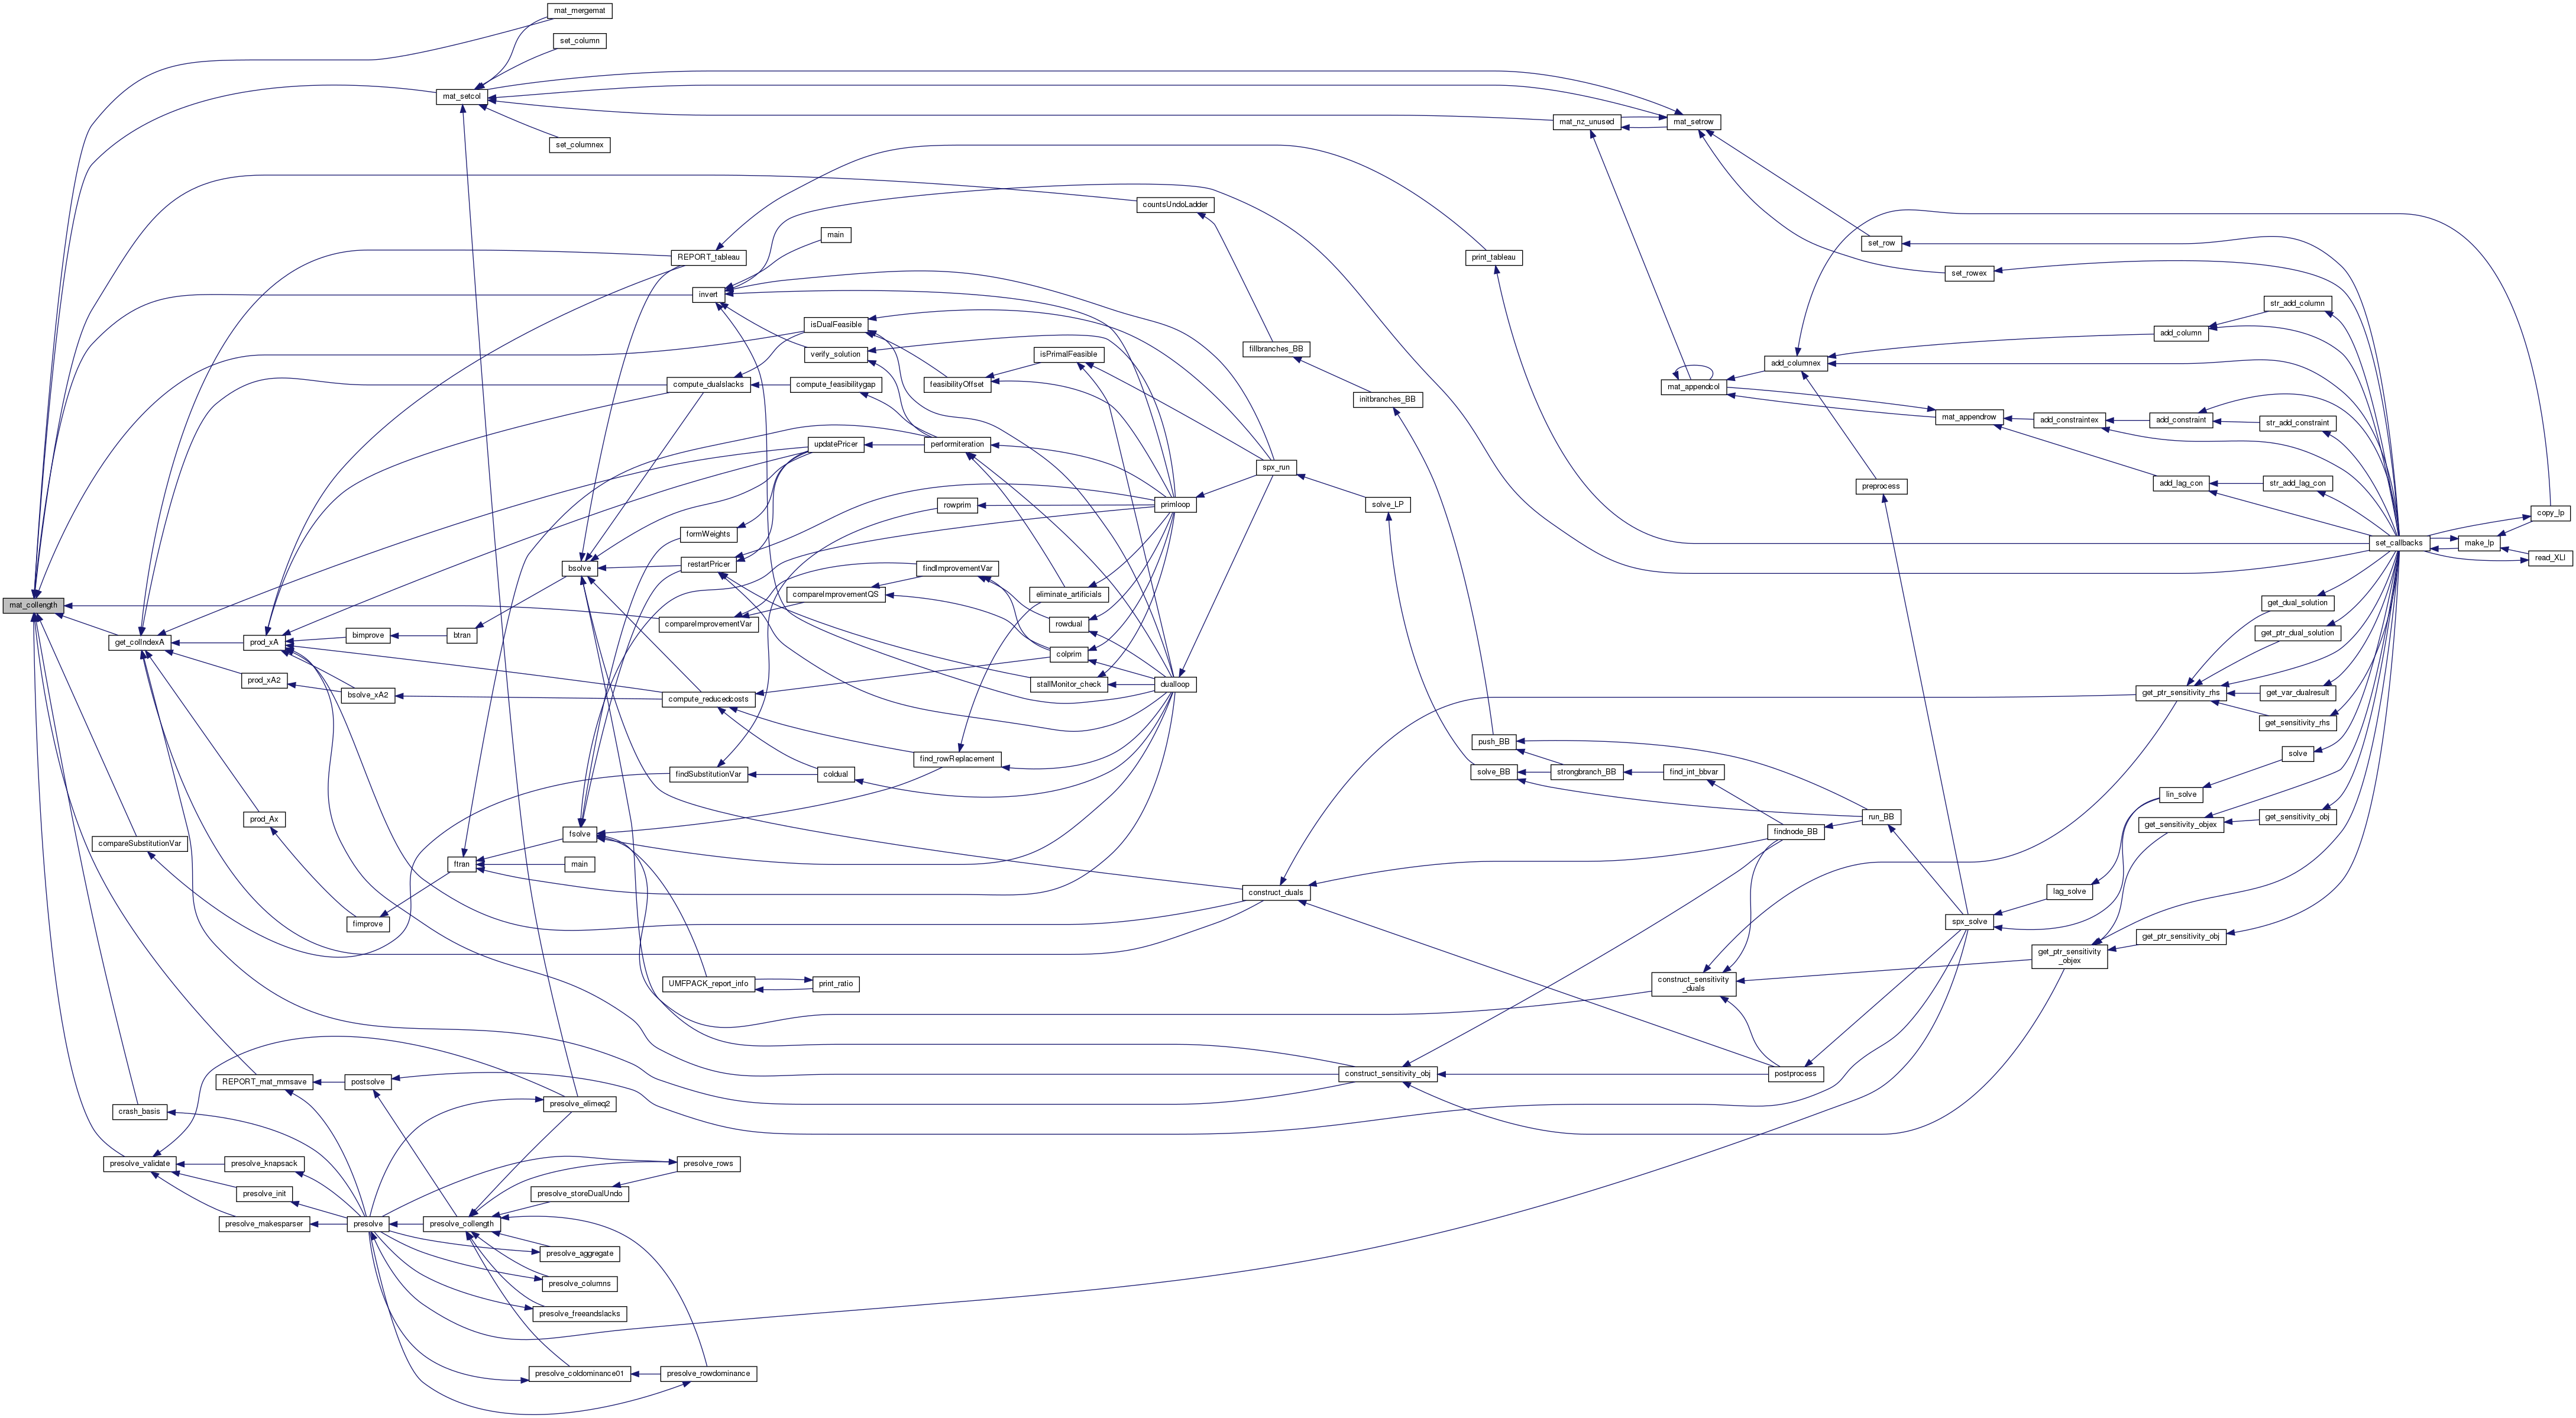 mat_mergemat
set_column
mat_setcol
mat_nz_unused
mat_setrow
set_columnex
countsUndoLadder
main
set_row
REPORT_tableau
print_tableau
set_rowex
invert
str_add_column
isDualFeasible
add_column
verify_solution
isPrimalFeasible
fillbranches_BB
add_columnex
compute_dualslacks
compute_feasibilitygap
feasibilityOffset
mat_appendcol
initbranches_BB
mat_appendrow
add_constraintex
add_constraint
str_add_constraint
updatePricer
performiteration
spx_run
add_lag_con
str_add_lag_con
preprocess
rowprim
primloop
solve_LP
copy_lp
formWeights
set_callbacks
make_lp
read_XLI
bsolve
restartPricer
findImprovementVar
compareImprovementQS
eliminate_artificials
get_dual_solution
mat_collength
compareImprovementVar
rowdual
get_ptr_dual_solution
get_colIndexA
prod_xA
bimprove
btran
colprim
prod_xA2
bsolve_xA2
compute_reducedcosts
stallMonitor_check
dualloop
get_ptr_sensitivity_rhs
get_var_dualresult
get_sensitivity_rhs
push_BB
solve
find_rowReplacement
findSubstitutionVar
coldual
solve_BB
strongbranch_BB
find_int_bbvar
lin_solve
prod_Ax
run_BB
get_sensitivity_objex
get_sensitivity_obj
fsolve
findnode_BB
compareSubstitutionVar
ftran
main
construct_duals
lag_solve
fimprove
spx_solve
get_ptr_sensitivity_obj
get_ptr_sensitivity
_objex
UMFPACK_report_info
print_ratio
construct_sensitivity
_duals
REPORT_mat_mmsave
postsolve
construct_sensitivity_obj
postprocess
crash_basis
presolve_elimeq2
presolve_validate
presolve_knapsack
presolve_rows
presolve_init
presolve_storeDualUndo
presolve_makesparser
presolve
presolve_collength
presolve_aggregate
presolve_columns
presolve_freeandslacks
presolve_coldominance01
presolve_rowdominance